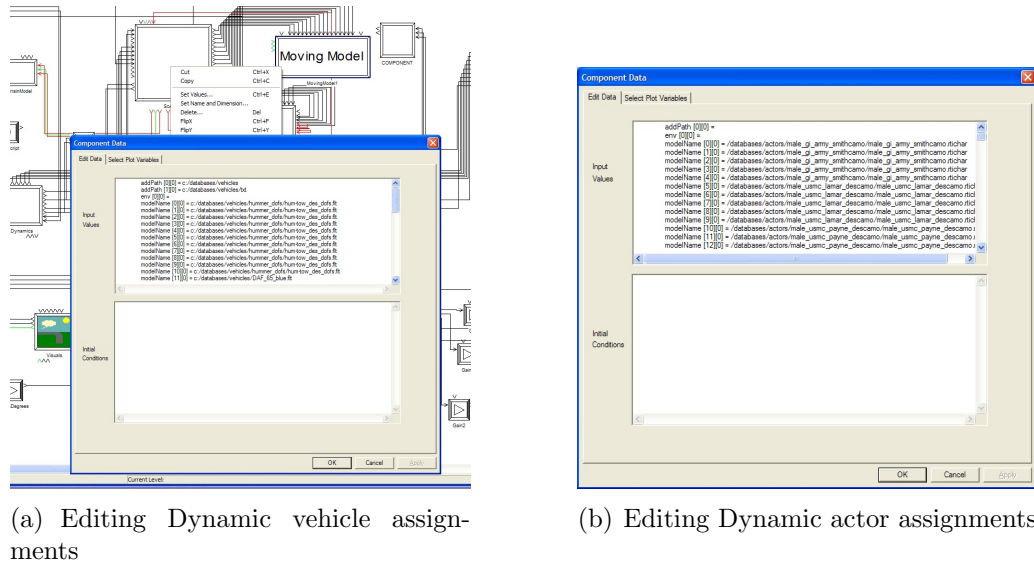 Moving Model
COMPONENT
MovingModel1
Cut Ctrl+X
Copy Ctrl+C
Set Values... Ctrl+E
Set Name and Dimension...
Delete... Del
FlipX Ctrl+P
FlipY Ctrl+Y
Dynamics
Visuals
Degrees
Gain2
Component Data
Edit Data Select Plot Variables
Input
Values
addPath [0][0] = c:/databases/vehicles
addPath [1][0] = c:/databases/vehicles/txt
env [0][0] =
modelName [0][0] = c:/databases/vehicles/hummer_dofs/hum-tow_des_dofs.flt
modelName [1][0] = c:/databases/vehicles/hummer_dofs/hum-tow_des_dofs.flt
modelName [2][0] = c:/databases/vehicles/hummer_dofs/hum-tow_des_dofs.flt
modelName [3][0] = c:/databases/vehicles/hummer_dofs/hum-tow_des_dofs.flt
modelName [4][0] = c:/databases/vehicles/hummer_dofs/hum-tow_des_dofs.flt
modelName [5][0] = c:/databases/vehicles/hummer_dofs/hum-tow_des_dofs.flt
modelName [6][0] = c:/databases/vehicles/hummer_dofs/hum-tow_des_dofs.flt
modelName [7][0] = c:/databases/vehicles/hummer_dofs/hum-tow_des_dofs.flt
modelName [8][0] = c:/databases/vehicles/hummer_dofs/hum-tow_des_dofs.flt
modelName [9][0] = c:/databases/vehicles/hummer_dofs/hum-tow_des_dofs.flt
modelName [10][0] = c:/databases/vehicles/hummer_dofs/hum-tow_des_dofs.flt
modelName [11][0] = c:/databases/vehicles/DAF_65_blue.flt
Initial
Conditions
OK Cancel Apply
Current Level:
(a) Editing Dynamic vehicle assign-
ments
Component Data
Edit Data Select Plot Variables
Input
Values
addPath [0][0] =
env [0][0] =
modelName [0][0] = /databases/actors/male_gi_army_smithcamo/male_gi_army_smithcamo.rtichar
modelName [1][0] = /databases/actors/male_gi_army_smithcamo/male_gi_army_smithcamo.rtichar
modelName [2][0] = /databases/actors/male_gi_army_smithcamo/male_gi_army_smithcamo.rtichar
modelName [3][0] = /databases/actors/male_gi_army_smithcamo/male_gi_army_smithcamo.rtichar
modelName [4][0] = /databases/actors/male_gi_army_smithcamo/male_gi_army_smithcamo.rtichar
modelName [5][0] = /databases/actors/male_usmc_lamar_descamo/male_usmc_lamar_descamo.rtich
modelName [6][0] = /databases/actors/male_usmc_lamar_descamo/male_usmc_lamar_descamo.rtich
modelName [7][0] = /databases/actors/male_usmc_lamar_descamo/male_usmc_lamar_descamo.rtich
modelName [8][0] = /databases/actors/male_usmc_lamar_descamo/male_usmc_lamar_descamo.rtich
modelName [9][0] = /databases/actors/male_usmc_lamar_descamo/male_usmc_lamar_descamo.rtich
modelName [10][0] = /databases/actors/male_usmc_payne_descamo/male_usmc_payne_descamo.r
modelName [11][0] = /databases/actors/male_usmc_payne_descamo/male_usmc_payne_descamo.r
modelName [12][0] = /databases/actors/male_usmc_payne_descamo/male_usmc_payne_descamo.r
Initial
Conditions
OK Cancel Apply
(b) Editing Dynamic actor assignments